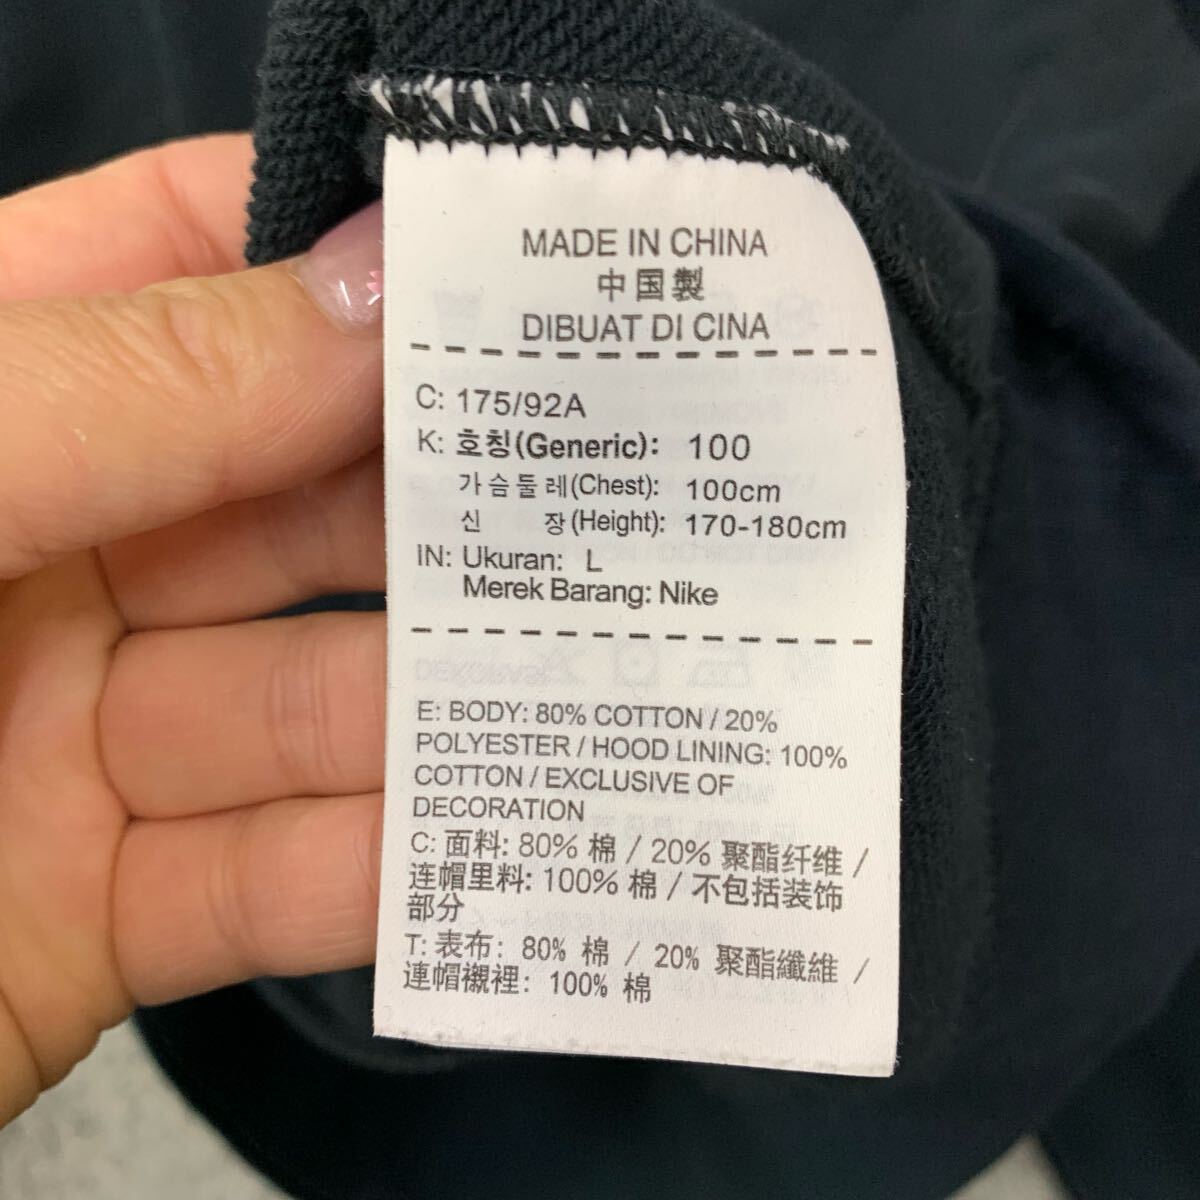 MADE IN CHINA
中国製
DIBUAT DI CINA
C: 175/92A
K: 호칭(Generic): 100
가슴둘레(Chest): 100cm
신 장(Height): 170-180cm
IN: Ukuran: L
Merek Barang: Nike
E: BODY: 80% COTTON / 20%
POLYESTER / HOOD LINING: 100%
COTTON / EXCLUSIVE OF
DECORATION
C: 面料: 80% 棉 / 20% 聚酯纤维 /
连帽里料: 100% 棉 / 不包括装饰
部分
T: 表布: 80% 棉 / 20% 聚酯纖維 /
連帽襯裡: 100% 棉